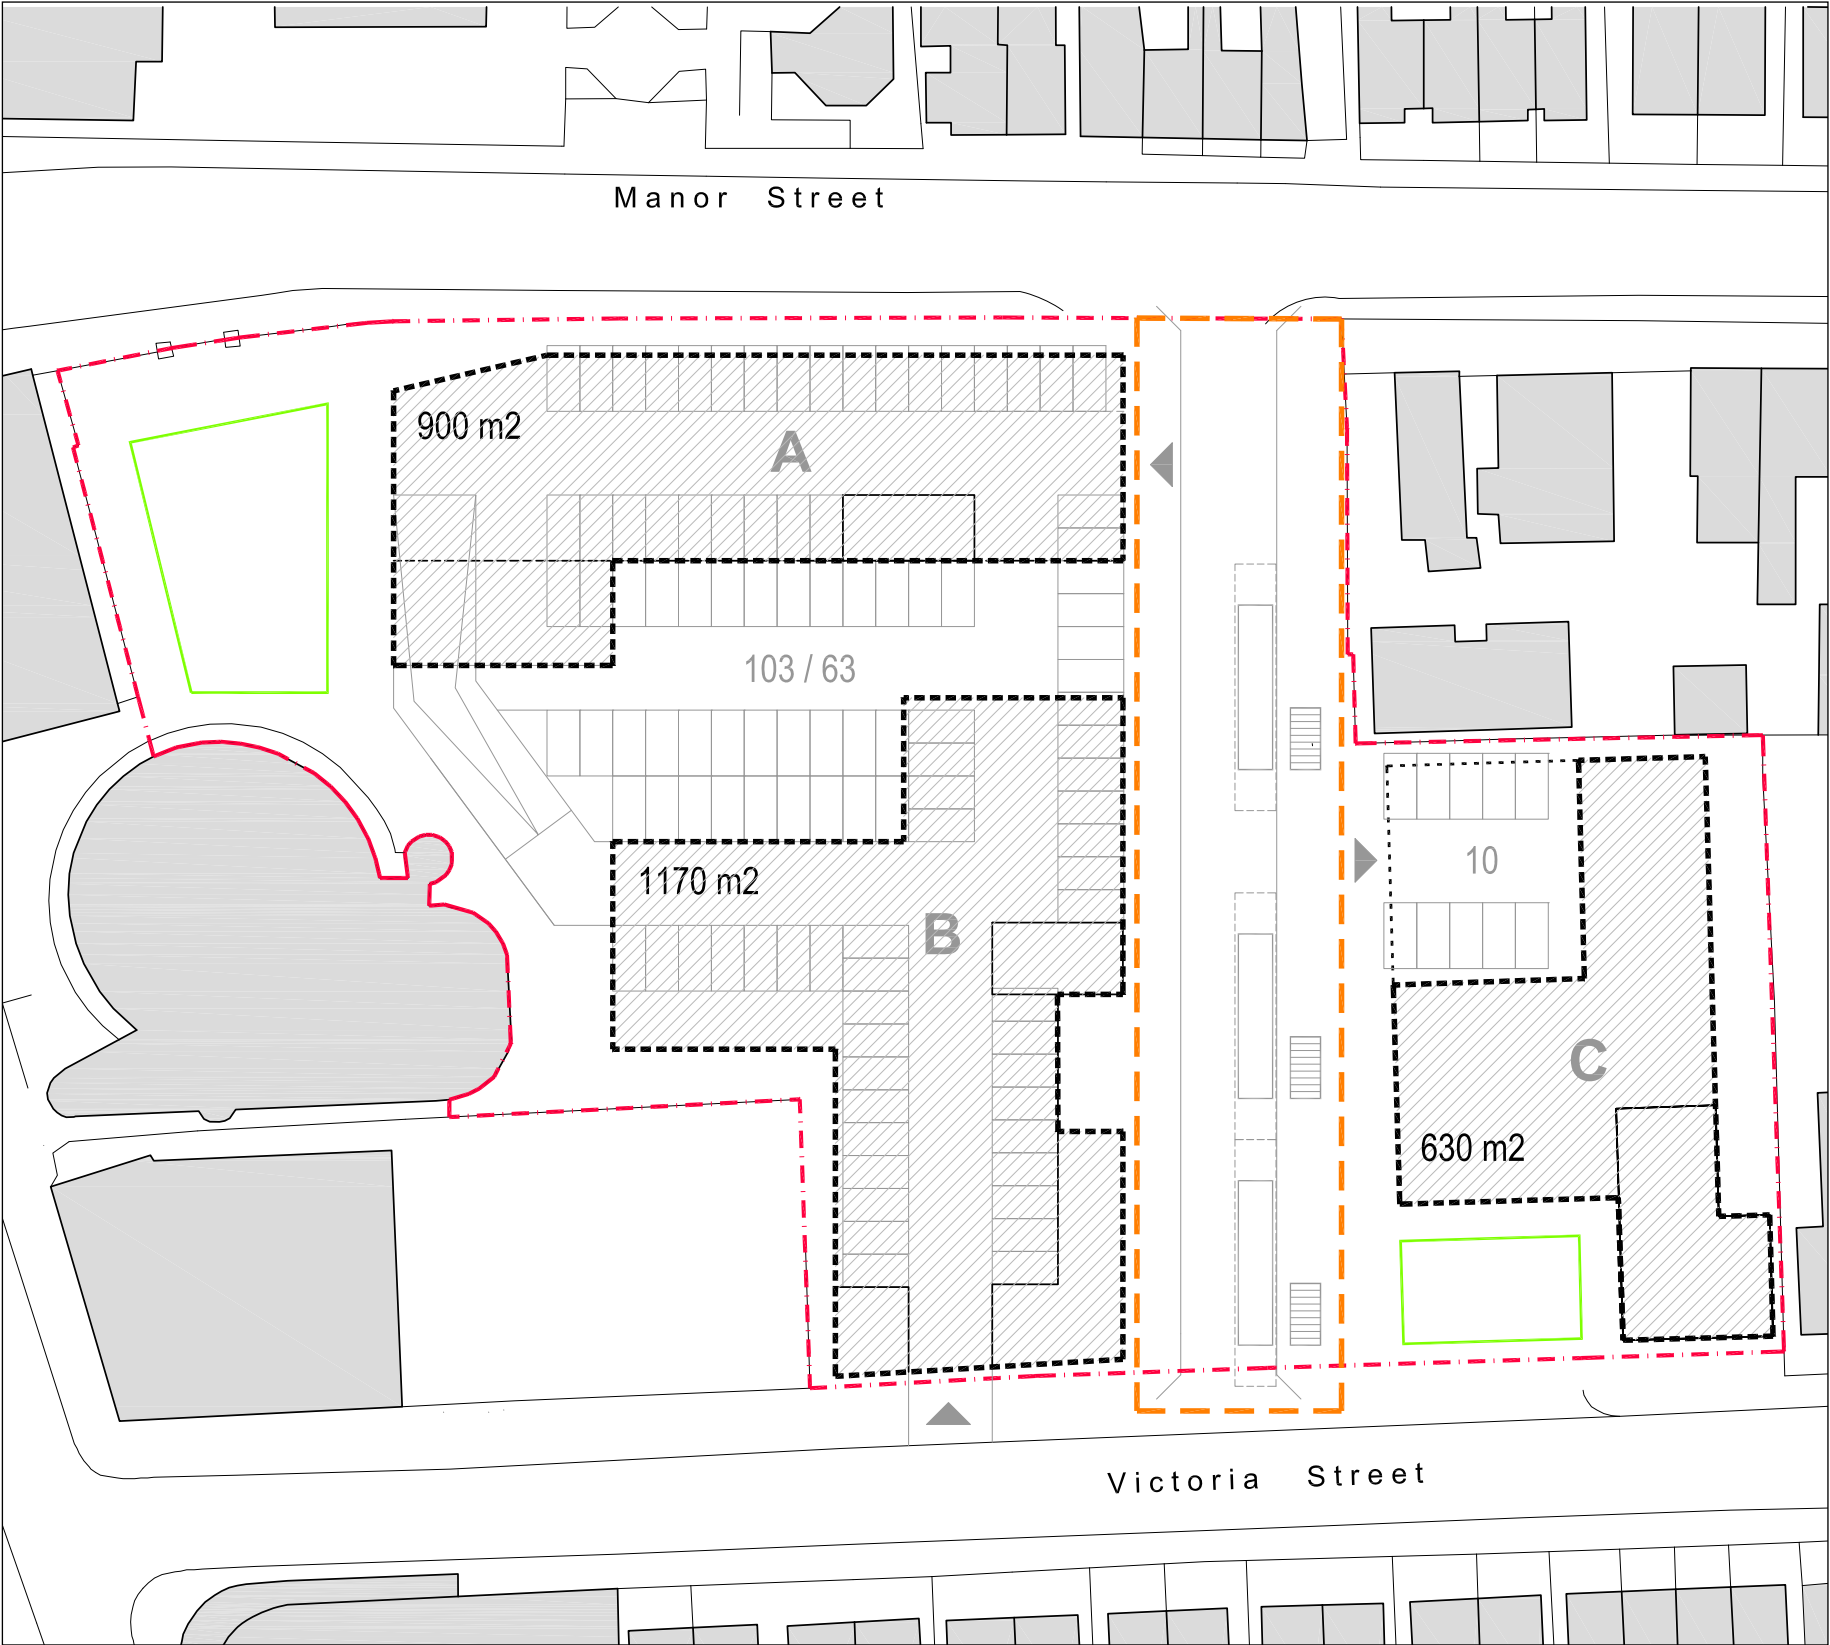 Manor Street
900 m2
A
103 / 63
1170 m2
10
B
C
630 m2
Victoria Street